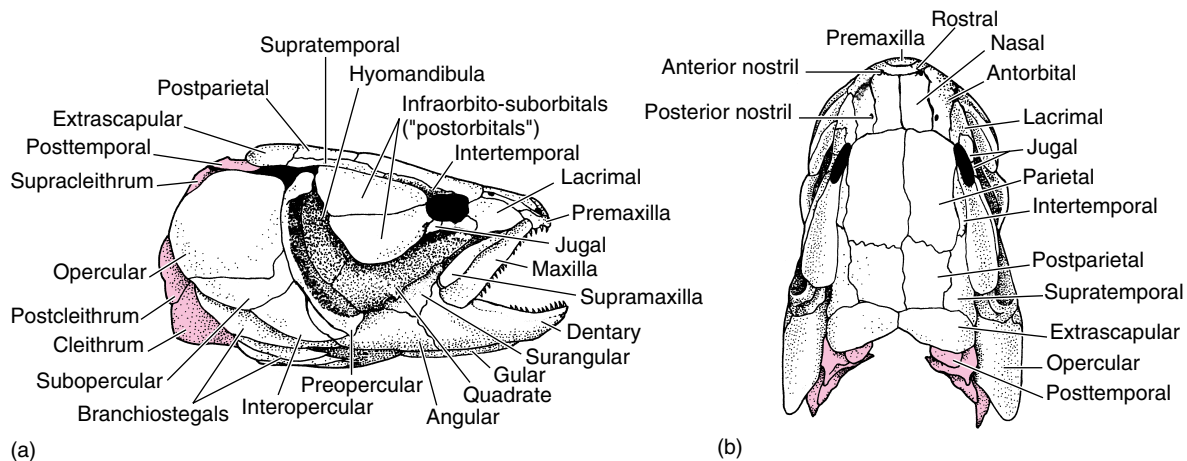 (b)
Rostral
Premaxilla
Nasal
Anterior nostril
Antorbital
Posterior nostril
Lacrimal
Jugal
Parietal
Intertemporal
Postparietal
Supratemporal
Extrascapular
Opercular
Posttemporal
(b)
(a)
Supratemporal
Hyomandibula
Postparietal
Infraorbito-suborbitals
("postorbitals")
Extrascapular
Posttemporal
Intertemporal
Supracleithrum
Lacrimal
Premaxilla
Jugal
Maxilla
Opercular
Supramaxilla
Postcleithrum
Dentary
Cleithrum
Surangular
Subopercular
Gular
Preopercular
Quadrate
Branchiostegals
Interopercular
Angular
(a)